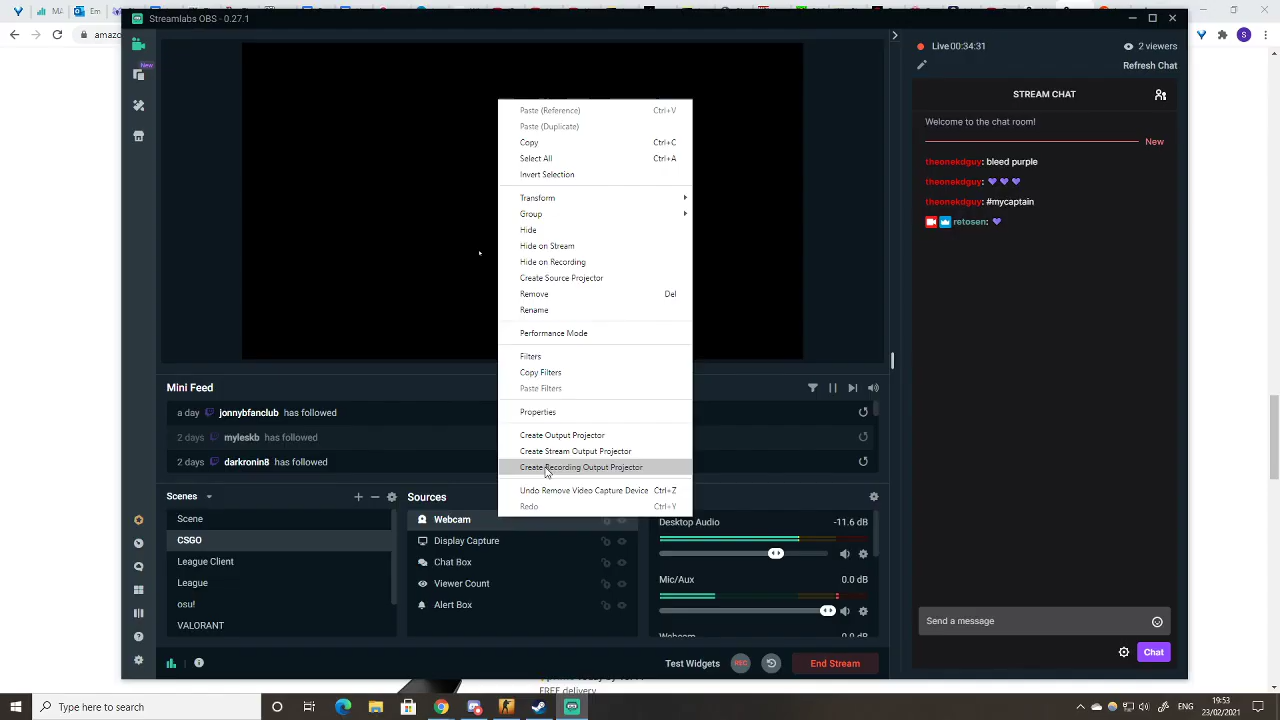 Streamlabs OBS - 0.27.1
Paste (Reference) Ctrl+V
Paste (Duplicate)
Copy Ctrl+C
Select All Ctrl+A
Invert Selection
Transform
Group
Hide
Hide on Stream
Hide on Recording
Create Source Projector
Remove Del
Rename
Performance Mode
Filters
Copy Filters
Paste Filters
Properties
Create Output Projector
Create Stream Output Projector
Create Recording Output Projector
Undo Remove Video Capture Device Ctrl+Z
Redo Ctrl+Y
New
Mini Feed
a day jonnybfanclub has followed
2 days myleskb has followed
2 days darkronin8 has followed
Scenes
Scene
CSGO
League Client
League
osu!
VALORANT
Sources
Webcam
Display Capture
Chat Box
Viewer Count
Alert Box
Desktop Audio -11.6 dB
Mic/Aux 0.0 dB
Test Widgets REC End Stream
Live 00:34:31 2 viewers
Refresh Chat
STREAM CHAT
Welcome to the chat room!
New
theonekdguy: bleed purple
theonekdguy: 💜 💜 💜
theonekdguy: #mycaptain
retosen: 💜
Send a message
Chat
amaz
FREE delivery
Type here to search
19:53
23/02/2021
S